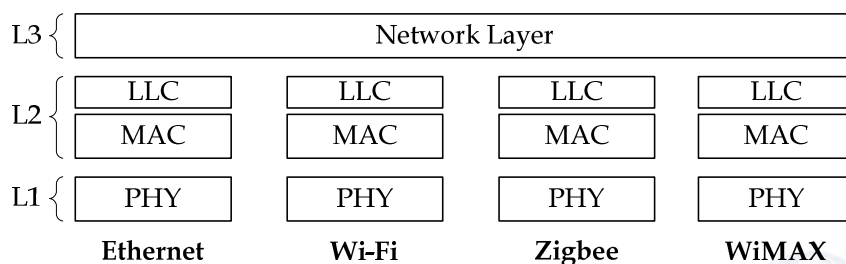 L3 Network Layer
LLC LLC LLC LLC
L2
MAC MAC MAC MAC
L1 PHY PHY PHY PHY
Ethernet Wi-Fi Zigbee WiMAX